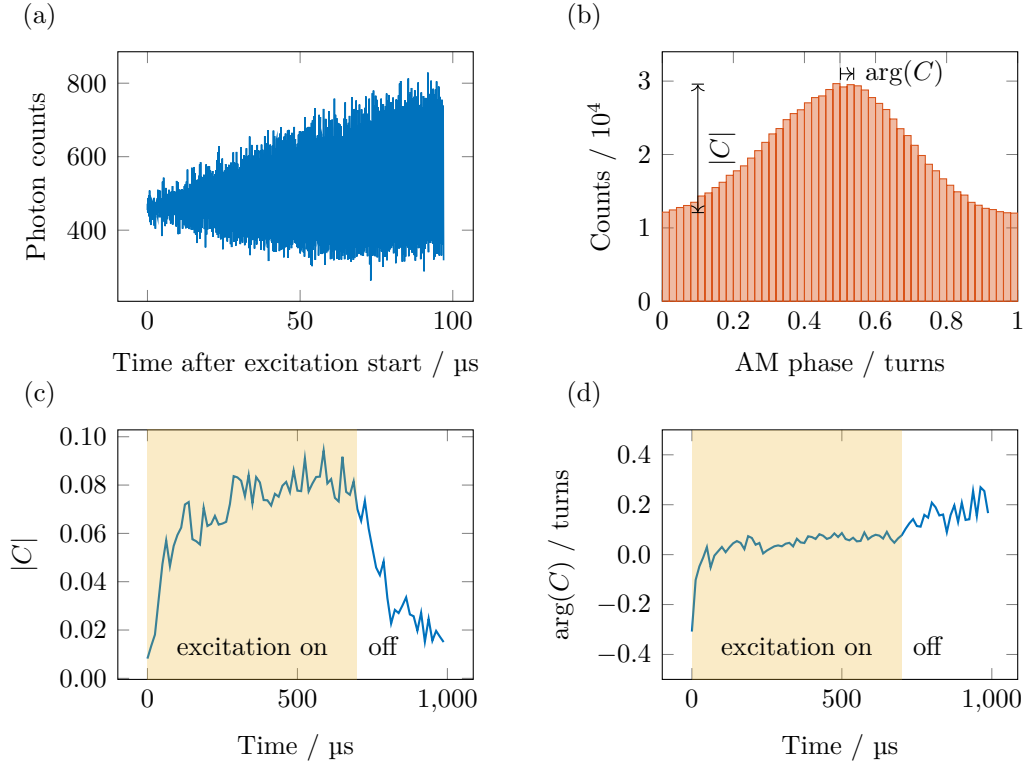 (a)
800
600
400
Photon counts
0
50
100
Time after excitation start / µs
(b)
3
2
1
0
Counts / 10⁴
|C|
arg(C)
0
0.2
0.4
0.6
0.8
1
AM phase / turns
(c)
0.10
0.08
0.06
0.04
0.02
0.00
|C|
excitation on
off
0
500
1,000
Time / µs
(d)
0.4
0.2
0.0
−0.2
−0.4
arg(C) / turns
excitation on
off
0
500
1,000
Time / µs